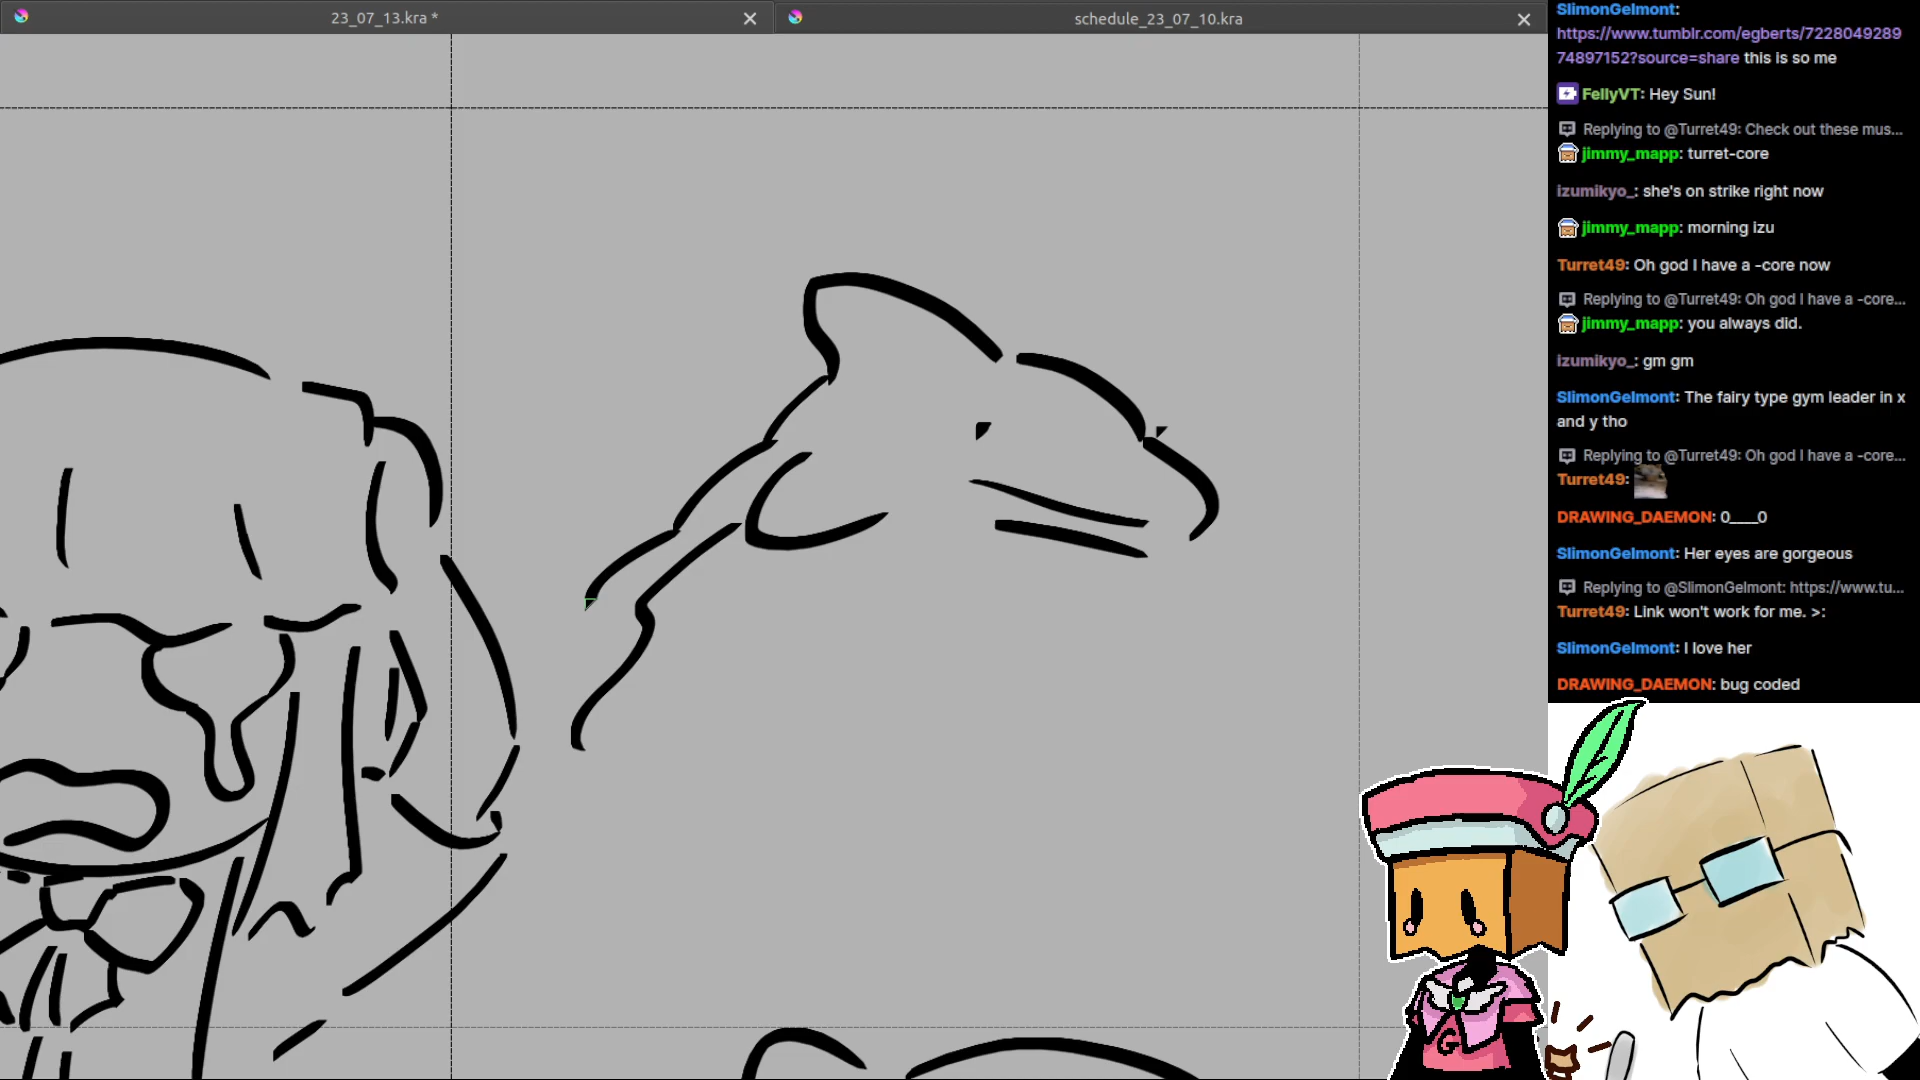 23_07_13.kra *
schedule_23_07_10.kra
SlimonGelmont:
https://www.tumblr.com/egberts/7228049289
74897152?source=share this is so me
FellyVT: Hey Sun!
Replying to @Turret49: Check out these mus...
jimmy_mapp: turret-core
izumikyo_: she's on strike right now
jimmy_mapp: morning izu
Turret49: Oh god I have a -core now
Replying to @Turret49: Oh god I have a -core...
jimmy_mapp: you always did.
izumikyo_: gm gm
SlimonGelmont: The fairy type gym leader in x
and y tho
Replying to @Turret49: Oh god I have a -core...
Turret49:
DRAWING_DAEMON: 0____0
SlimonGelmont: Her eyes are gorgeous
Replying to @SlimonGelmont: https://www.tu...
Turret49: Link won't work for me. >:
SlimonGelmont: I love her
DRAWING_DAEMON: bug coded
G